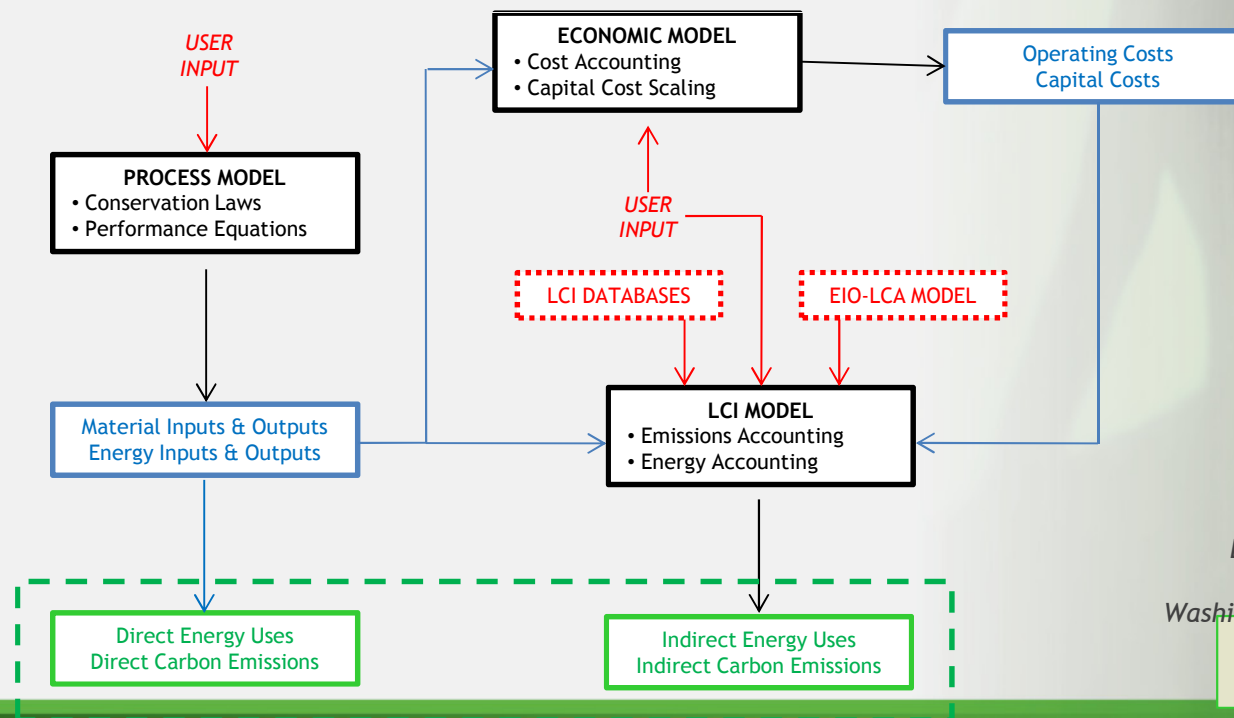 USER
INPUT
ECONOMIC MODEL
• Cost Accounting
• Capital Cost Scaling
Operating Costs
Capital Costs
PROCESS MODEL
• Conservation Laws
• Performance Equations
USER
INPUT
LCI DATABASES
EIO-LCA MODEL
Material Inputs & Outputs
Energy Inputs & Outputs
LCI MODEL
• Emissions Accounting
• Energy Accounting
Direct Energy Uses
Direct Carbon Emissions
Indirect Energy Uses
Indirect Carbon Emissions
Washi